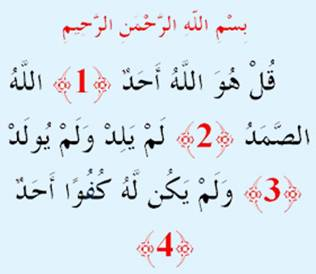 بِسْمِ اللَّهِ الرَّحْمَنِ الرَّحِيمِ
قُلْ هُوَ اللَّهُ أَحَدٌ ﴿1﴾ اللَّهُ
الصَّمَدُ ﴿2﴾ لَمْ يَلِدْ وَلَمْ يُولَدْ
﴿3﴾ وَلَمْ يَكُن لَّهُ كُفُوًا أَحَدٌ
﴿4﴾